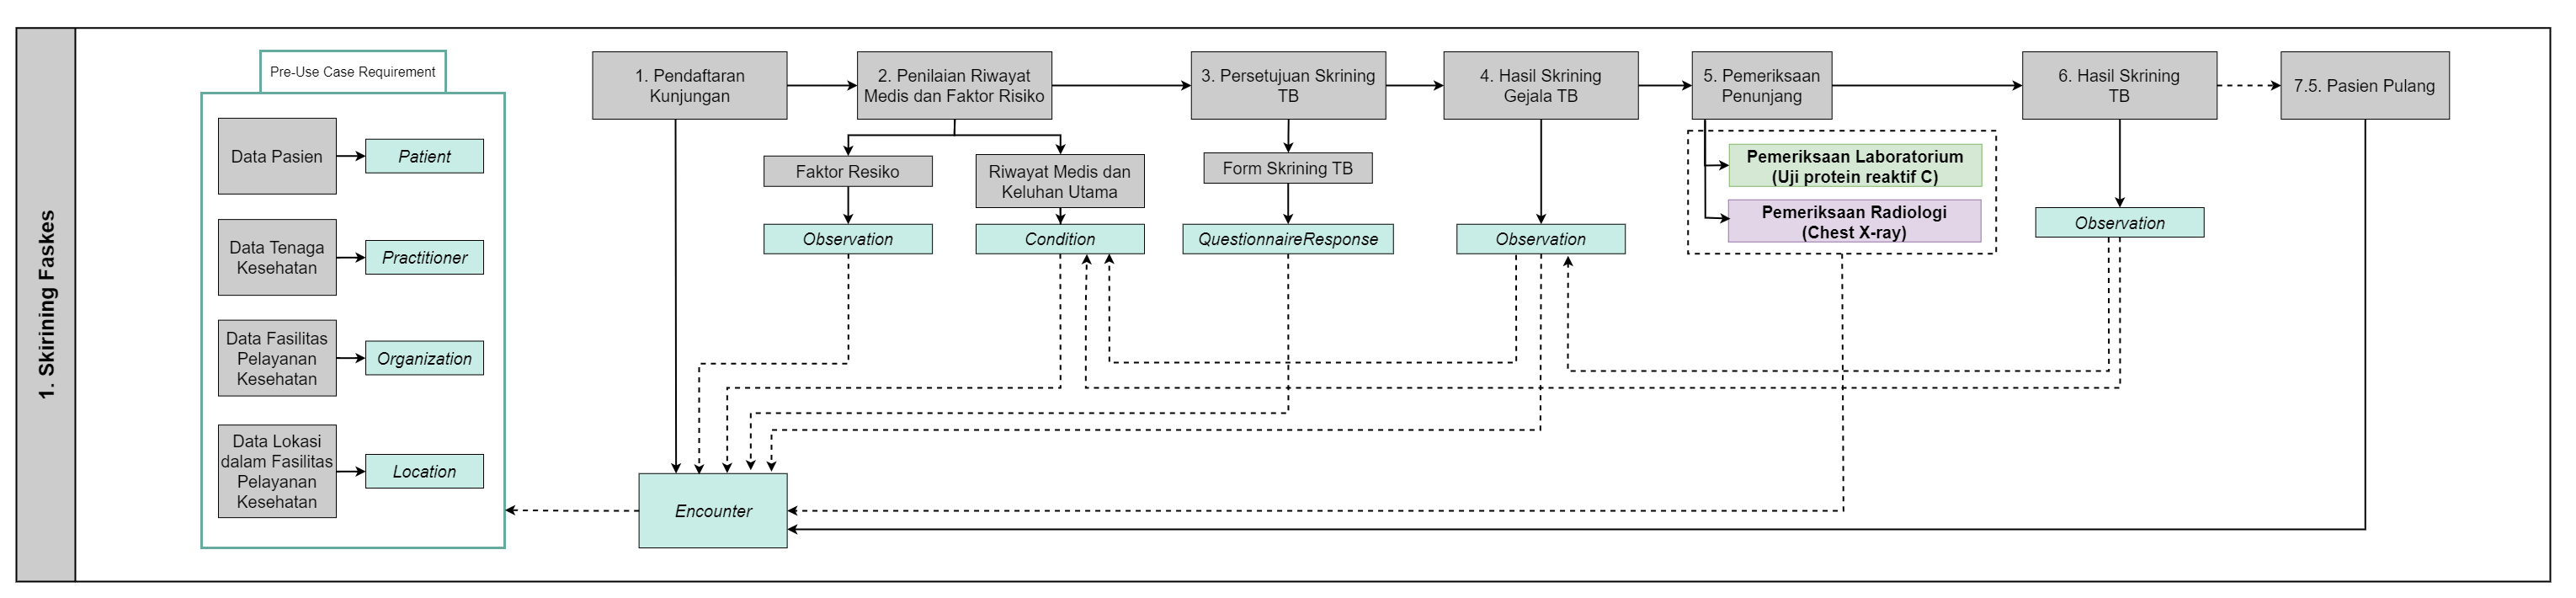 1. Skirining Faskes
Pre-Use Case Requirement
Data Pasien
Patient
Data Tenaga
Kesehatan
Practitioner
Data Fasilitas
Pelayanan
Kesehatan
Organization
Data Lokasi
dalam Fasilitas
Pelayanan
Kesehatan
Location
1. Pendaftaran
Kunjungan
2. Penilaian Riwayat
Medis dan Faktor Risiko
3. Persetujuan Skrining
TB
4. Hasil Skrining
Gejala TB
5. Pemeriksaan
Penunjang
6. Hasil Skrining
TB
7.5. Pasien Pulang
Faktor Resiko
Riwayat Medis dan
Keluhan Utama
Form Skrining TB
Pemeriksaan Laboratorium
(Uji protein reaktif C)
Pemeriksaan Radiologi
(Chest X-ray)
Observation
Condition
QuestionnaireResponse
Observation
Observation
Encounter